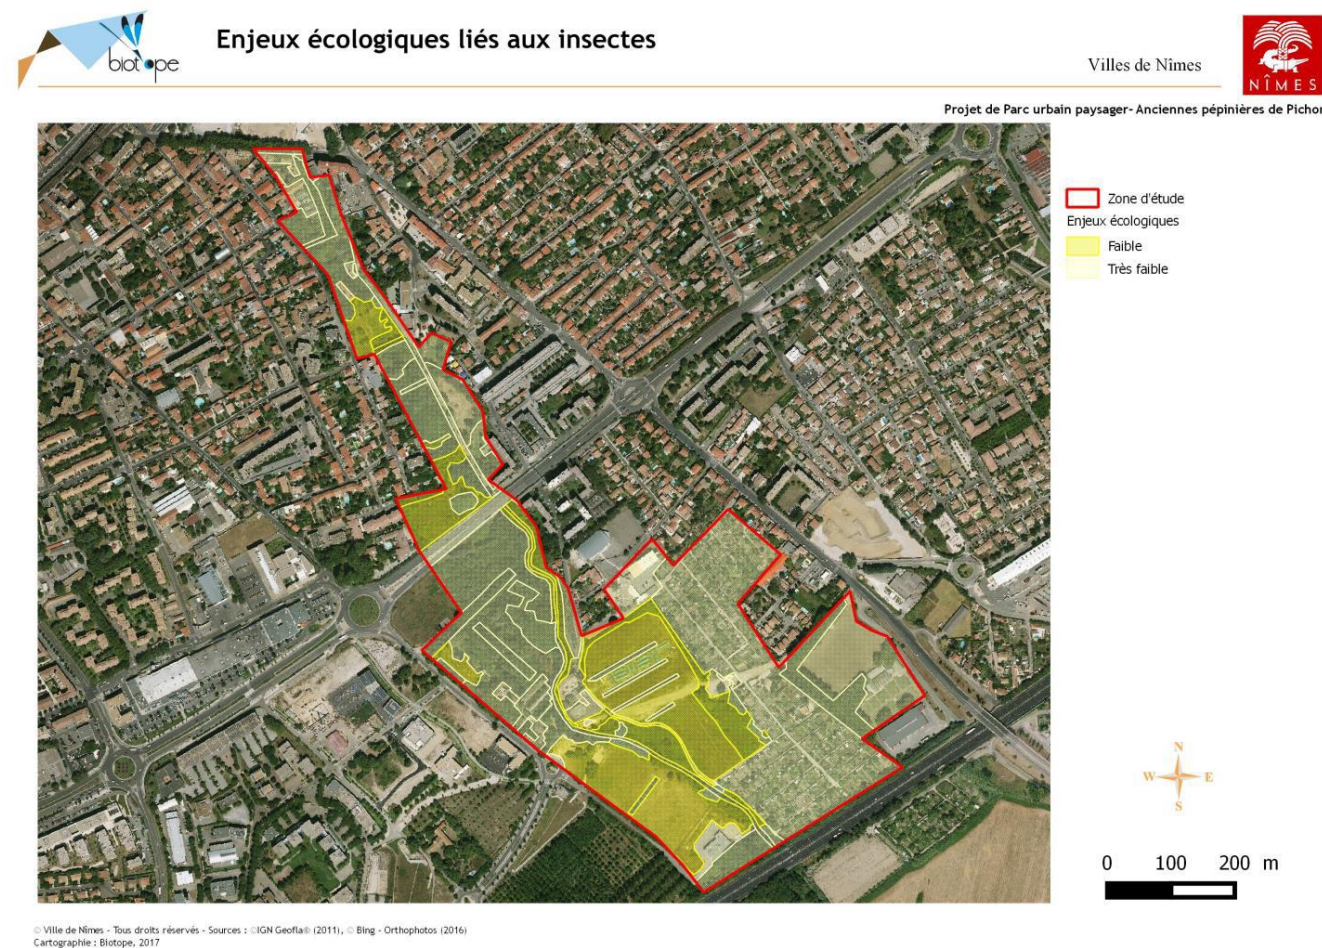 biotope
Enjeux écologiques liés aux insectes
Villes de Nîmes
NÎMES
Projet de Parc urbain paysager- Anciennes pépinières de Pichon
Zone d'étude
Enjeux écologiques
Faible
Très faible
N
W E
S
0 100 200 m
© Ville de Nîmes - Tous droits réservés - Sources : ©IGN Geofla® (2011), © Bing - Orthophotos (2016)
Cartographie : Biotope, 2017